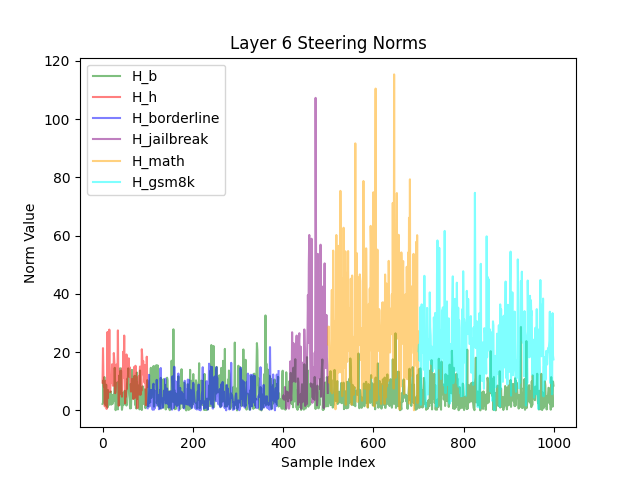 Layer 6 Steering Norms
120
100
80
60
40
20
0
Norm Value
H_b
H_h
H_borderline
H_jailbreak
H_math
H_gsm8k
0 200 400 600 800 1000
Sample Index